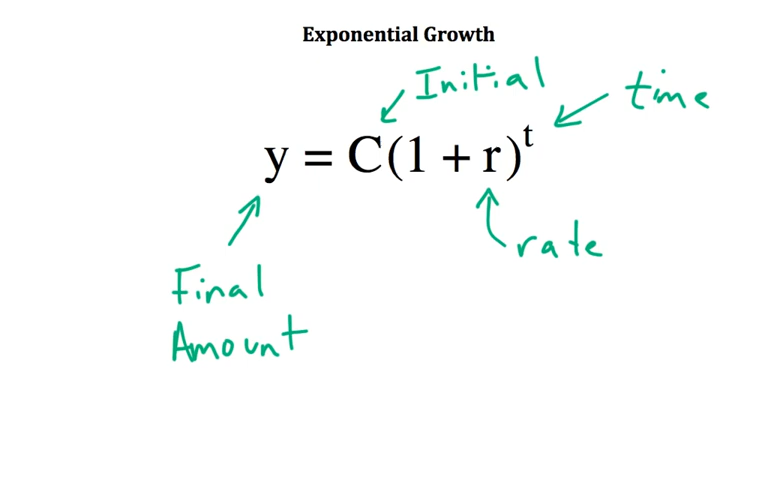 Exponential Growth
Initial
time
y = C(1 + r)^t
rate
Final
Amount